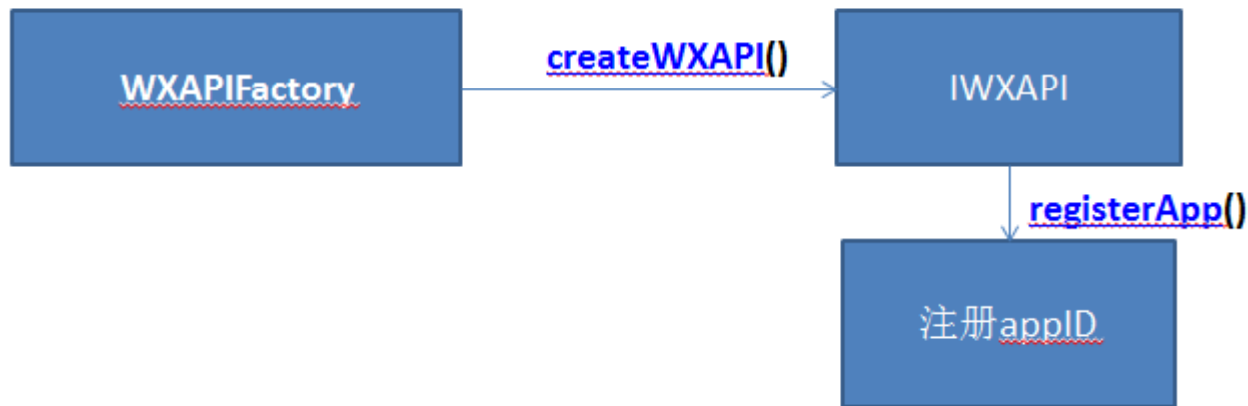 WXAPIFactory
createWXAPI()
IWXAPI
registerApp()
注册appID